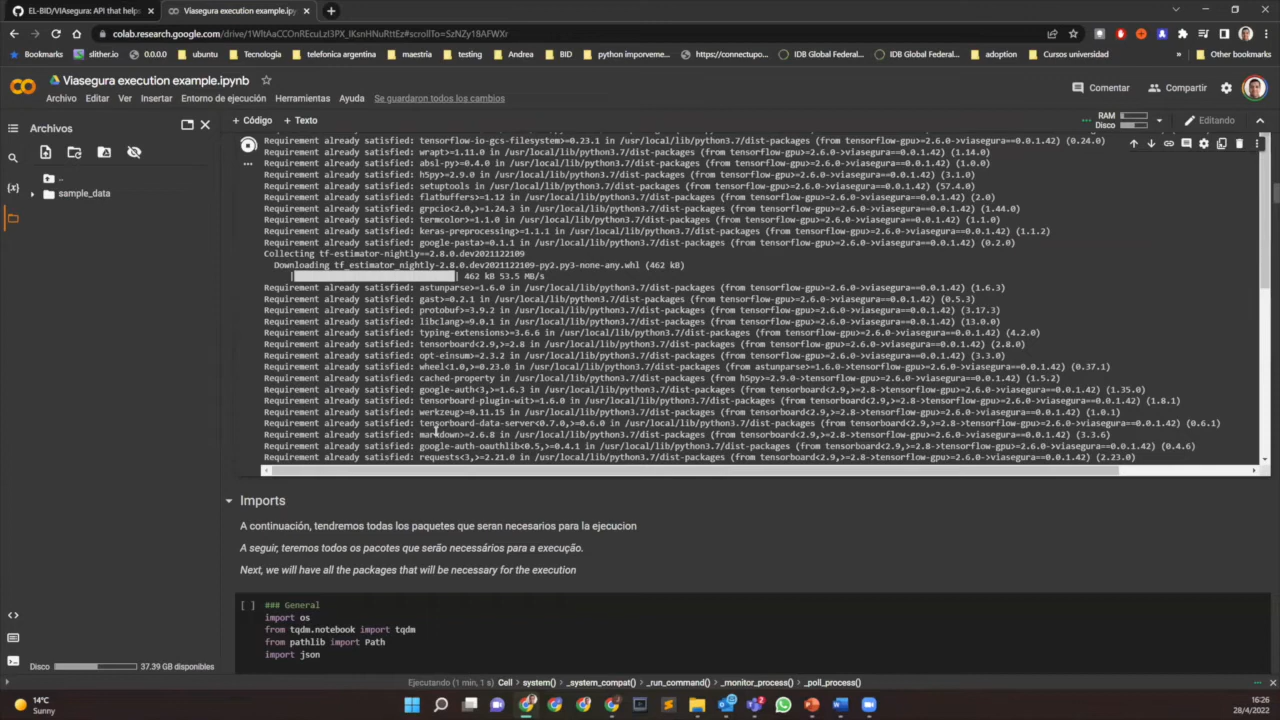 EL-BID/VIAsegura: API that help
Viasegura execution example.ipy
colab.research.google.com/drive/1WltAaCCOnREcuLzI3PX_IKsnHNuRttEz#scrollTo=SzNZy18AFWXr
Bookmarks slither.io 0.0.0.0 ubuntu Tecnologia telefonica argentina maestria testing Andrea BID python imporveme... https://connectupo... IDB Global Federal... IDB Global Federal... adoption Cursos uamericas Other bookmarks
Viasegura execution example.ipynb
Archivo Editar Ver Insertar Entorno de ejecución Herramientas Ayuda Se guardaron todos los cambios
Comentar Compartir
Archivos
+ Código + Texto
RAM
Disco
Editando
..
sample_data
Requirement already satisfied: tensorflow-io-gcs-filesystem>=0.23.1 in /usr/local/lib/python3.7/dist-packages (from tensorflow-gpu>=2.6.0->viasegura==0.0.1.42) (0.24.0)
Requirement already satisfied: wrapt>=1.11.0 in /usr/local/lib/python3.7/dist-packages (from tensorflow-gpu>=2.6.0->viasegura==0.0.1.42) (1.14.0)
Requirement already satisfied: absl-py>=0.4.0 in /usr/local/lib/python3.7/dist-packages (from tensorflow-gpu>=2.6.0->viasegura==0.0.1.42) (1.0.0)
Requirement already satisfied: h5py>=2.9.0 in /usr/local/lib/python3.7/dist-packages (from tensorflow-gpu>=2.6.0->viasegura==0.0.1.42) (3.1.0)
Requirement already satisfied: setuptools in /usr/local/lib/python3.7/dist-packages (from tensorflow-gpu>=2.6.0->viasegura==0.0.1.42) (57.4.0)
Requirement already satisfied: flatbuffers>=1.12 in /usr/local/lib/python3.7/dist-packages (from tensorflow-gpu>=2.6.0->viasegura==0.0.1.42) (2.0)
Requirement already satisfied: grpcio<2.0,>=1.24.3 in /usr/local/lib/python3.7/dist-packages (from tensorflow-gpu>=2.6.0->viasegura==0.0.1.42) (1.44.0)
Requirement already satisfied: termcolor>=1.1.0 in /usr/local/lib/python3.7/dist-packages (from tensorflow-gpu>=2.6.0->viasegura==0.0.1.42) (1.1.0)
Requirement already satisfied: keras-preprocessing>=1.1.1 in /usr/local/lib/python3.7/dist-packages (from tensorflow-gpu>=2.6.0->viasegura==0.0.1.42) (1.1.2)
Requirement already satisfied: google-pasta>=0.1.1 in /usr/local/lib/python3.7/dist-packages (from tensorflow-gpu>=2.6.0->viasegura==0.0.1.42) (0.2.0)
Collecting tf-estimator-nightly==2.8.0.dev2021122109
Downloading tf_estimator_nightly-2.8.0.dev2021122109-py2.py3-none-any.whl (462 kB)
| | 462 kB 53.5 MB/s
Requirement already satisfied: astunparse>=1.6.0 in /usr/local/lib/python3.7/dist-packages (from tensorflow-gpu>=2.6.0->viasegura==0.0.1.42) (1.6.3)
Requirement already satisfied: gast>=0.2.1 in /usr/local/lib/python3.7/dist-packages (from tensorflow-gpu>=2.6.0->viasegura==0.0.1.42) (0.5.3)
Requirement already satisfied: protobuf>=3.9.2 in /usr/local/lib/python3.7/dist-packages (from tensorflow-gpu>=2.6.0->viasegura==0.0.1.42) (3.17.3)
Requirement already satisfied: libclang>=9.0.1 in /usr/local/lib/python3.7/dist-packages (from tensorflow-gpu>=2.6.0->viasegura==0.0.1.42) (13.0.0)
Requirement already satisfied: typing-extensions>=3.6.6 in /usr/local/lib/python3.7/dist-packages (from tensorflow-gpu>=2.6.0->viasegura==0.0.1.42) (4.2.0)
Requirement already satisfied: tensorboard<2.9,>=2.8 in /usr/local/lib/python3.7/dist-packages (from tensorflow-gpu>=2.6.0->viasegura==0.0.1.42) (2.8.0)
Requirement already satisfied: opt-einsum>=2.3.2 in /usr/local/lib/python3.7/dist-packages (from tensorflow-gpu>=2.6.0->viasegura==0.0.1.42) (3.3.0)
Requirement already satisfied: wheel<1.0,>=0.23.0 in /usr/local/lib/python3.7/dist-packages (from astunparse>=1.6.0->tensorflow-gpu>=2.6.0->viasegura==0.0.1.42) (0.37.1)
Requirement already satisfied: cached-property in /usr/local/lib/python3.7/dist-packages (from h5py>=2.9.0->tensorflow-gpu>=2.6.0->viasegura==0.0.1.42) (1.5.2)
Requirement already satisfied: google-auth<3,>=1.6.3 in /usr/local/lib/python3.7/dist-packages (from tensorboard<2.9,>=2.8->tensorflow-gpu>=2.6.0->viasegura==0.0.1.42) (1.35.0)
Requirement already satisfied: tensorboard-plugin-wit>=1.6.0 in /usr/local/lib/python3.7/dist-packages (from tensorboard<2.9,>=2.8->tensorflow-gpu>=2.6.0->viasegura==0.0.1.42) (1.8.1)
Requirement already satisfied: werkzeug>=0.11.15 in /usr/local/lib/python3.7/dist-packages (from tensorboard<2.9,>=2.8->tensorflow-gpu>=2.6.0->viasegura==0.0.1.42) (1.0.1)
Requirement already satisfied: tensorboard-data-server<0.7.0,>=0.6.0 in /usr/local/lib/python3.7/dist-packages (from tensorboard<2.9,>=2.8->tensorflow-gpu>=2.6.0->viasegura==0.0.1.42) (0.6.1)
Requirement already satisfied: markdown>=2.6.8 in /usr/local/lib/python3.7/dist-packages (from tensorboard<2.9,>=2.8->tensorflow-gpu>=2.6.0->viasegura==0.0.1.42) (3.3.6)
Requirement already satisfied: google-auth-oauthlib<0.5,>=0.4.1 in /usr/local/lib/python3.7/dist-packages (from tensorboard<2.9,>=2.8->tensorflow-gpu>=2.6.0->viasegura==0.0.1.42) (0.4.6)
Requirement already satisfied: requests<3,>=2.21.0 in /usr/local/lib/python3.7/dist-packages (from tensorboard<2.9,>=2.8->tensorflow-gpu>=2.6.0->viasegura==0.0.1.42) (2.23.0)
Imports
A continuación, tendremos todas los paquetes que seran necesarios para la ejecucion
A seguir, teremos todos os pacotes que serão necessários para a execução.
Next, we will have all the packages that will be necessary for the execution
[ ] ### General
import os
from tqdm.notebook import tqdm
from pathlib import Path
import json
Disco 37.39 GB disponibles
Ejecutando (1 min, 1 s) Cell > system() > _system_compat() > _run_command() > _monitor_process() > _poll_process()
14°C
Sunny
16:26
28/4/2022